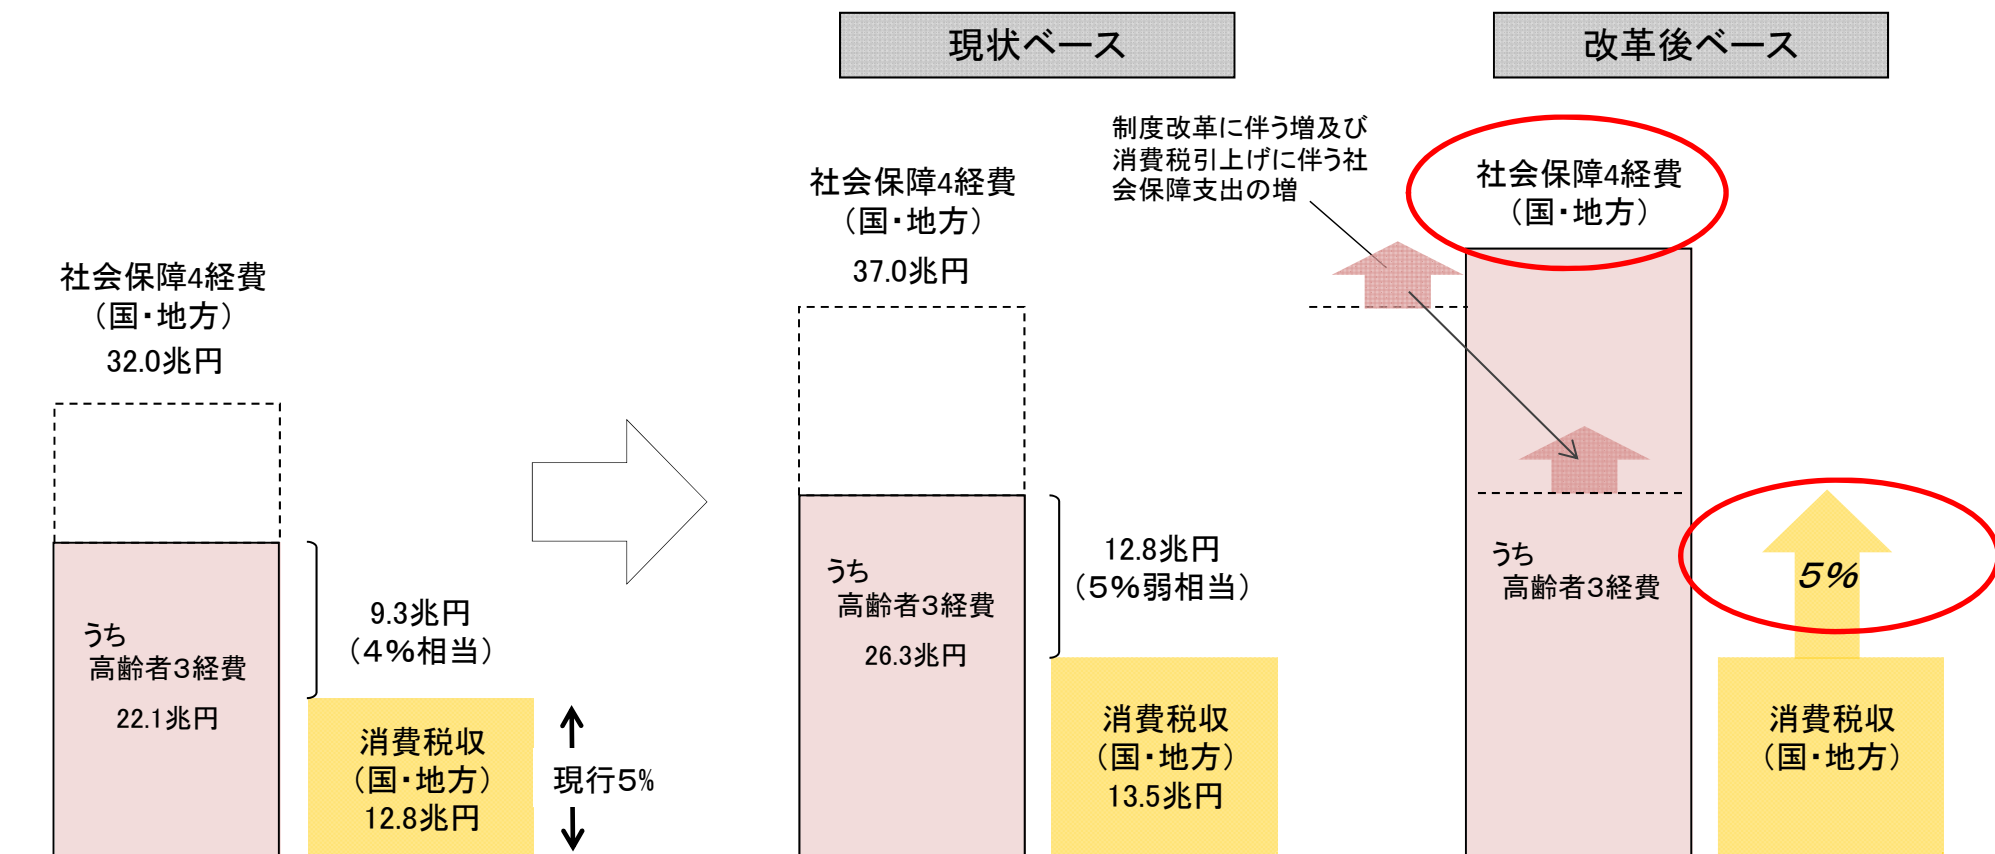 現状ベース
改革後ベース
制度改革に伴う増及び
消費税引上げに伴う社
会保障支出の増
社会保障4経費
（国・地方）
32.0兆円
うち
高齢者３経費
22.1兆円
9.3兆円
（４％相当）
消費税収
（国・地方）
12.8兆円
現行５%
社会保障4経費
（国・地方）
37.0兆円
うち
高齢者３経費
26.3兆円
12.8兆円
（５％弱相当）
消費税収
（国・地方）
13.5兆円
社会保障4経費
（国・地方）
うち
高齢者３経費
5%
消費税収
（国・地方）